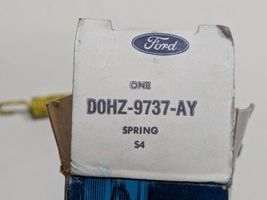 Ford
ONE
D0HZ-9737-AY
SPRING
S4